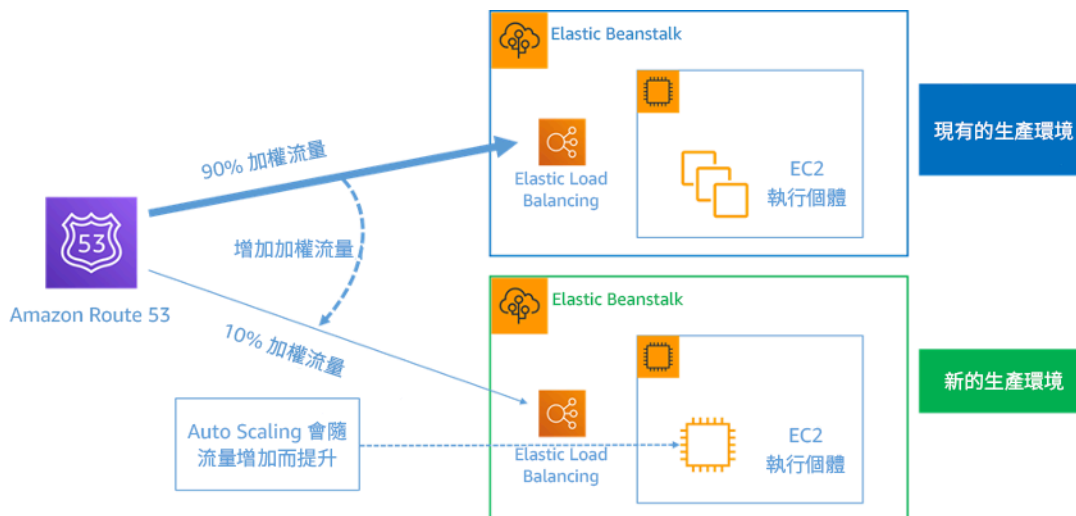 Elastic Beanstalk
90% 加權流量
Elastic Load
Balancing
EC2
執行個體
現有的生產環境
53
Amazon Route 53
增加加權流量
10% 加權流量
Elastic Beanstalk
Auto Scaling 會隨
流量增加而提升
Elastic Load
Balancing
EC2
執行個體
新的生產環境